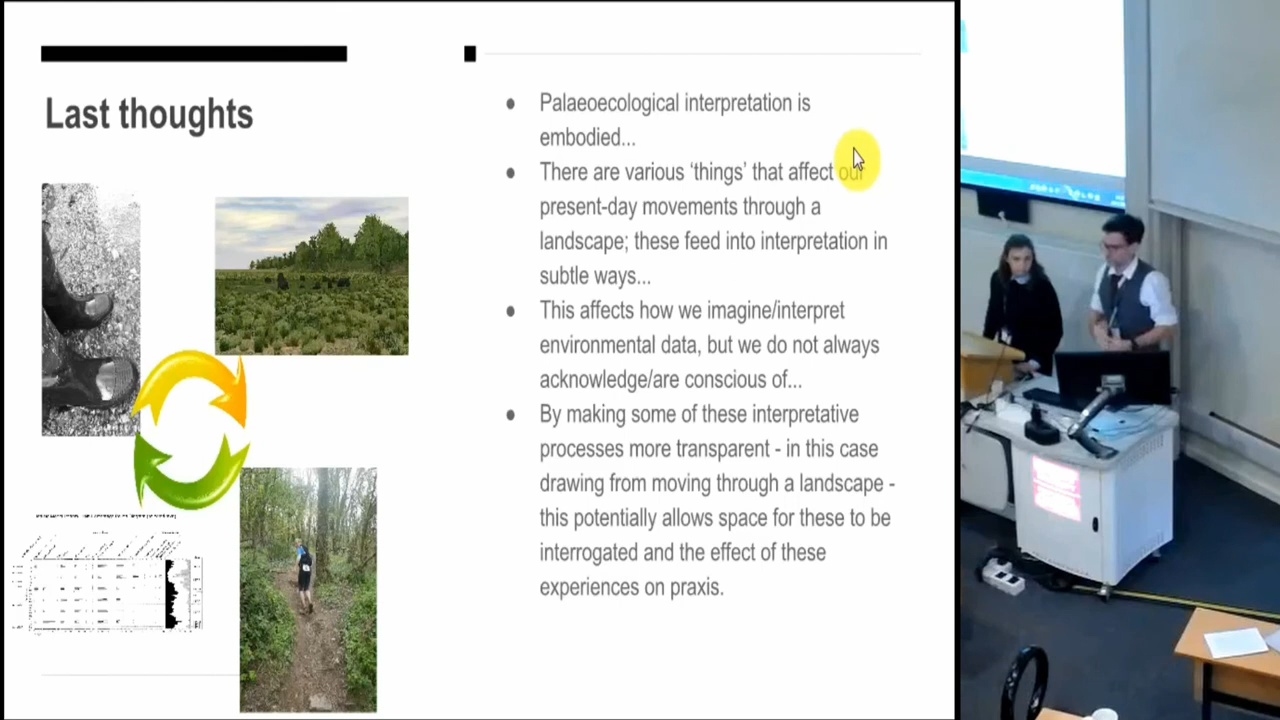 Last thoughts
● Palaeoecological interpretation is
embodied...
● There are various ‘things’ that affect our
present-day movements through a
landscape; these feed into interpretation in
subtle ways...
● This affects how we imagine/interpret
environmental data, but we do not always
acknowledge/are conscious of...
● By making some of these interpretative
processes more transparent - in this case
drawing from moving through a landscape -
this potentially allows space for these to be
interrogated and the effect of these
experiences on praxis.